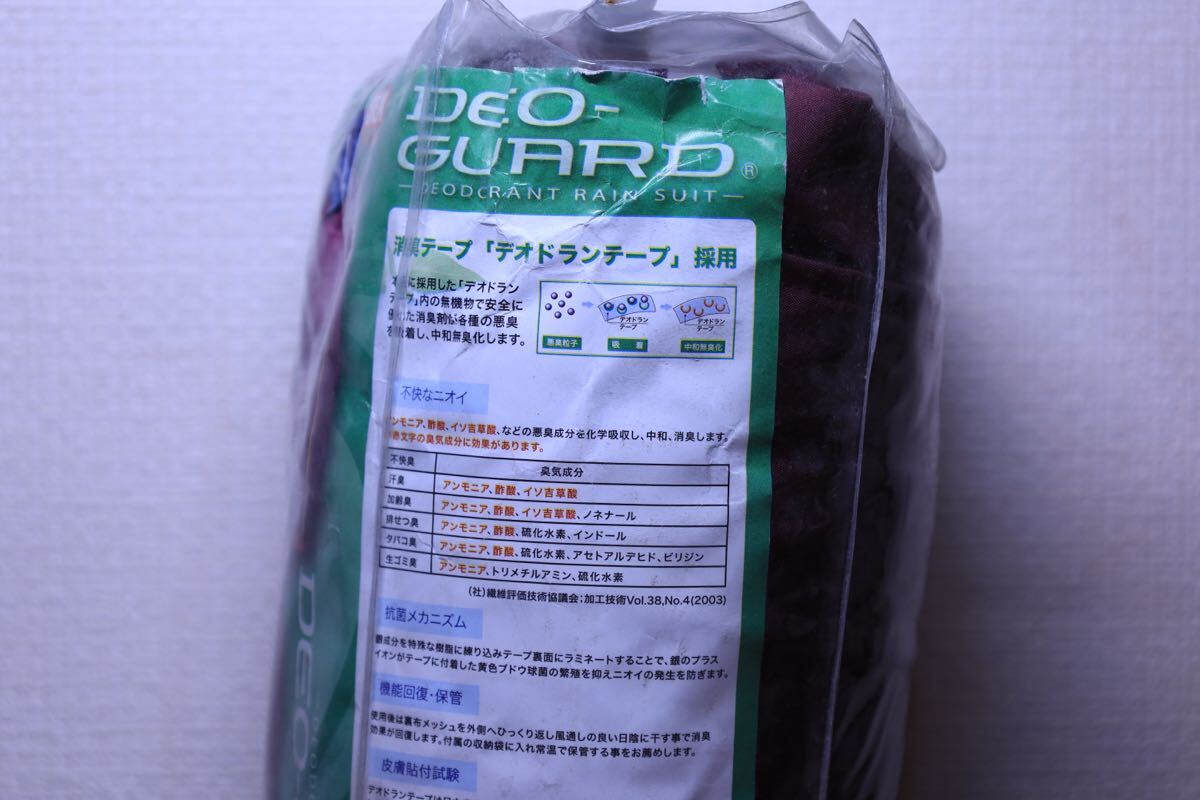 DEO-
GUARD®
DEODORANT RAIN SUIT
消臭テープ「デオドランテープ」採用
に採用した「デオドラン
テープ」内の無機物で安全に
た消臭剤が各種の悪臭
着し、中和無臭化します。
デオドラン
テープ
デオドラン
テープ
悪臭粒子 吸着 中和無臭化
不快なニオイ
アンモニア、酢酸、イソ吉草酸、などの悪臭成分を化学吸収し、中和、消臭します。
赤文字の臭気成分に効果があります。
不快臭 臭気成分
汗臭 アンモニア、酢酸、イソ吉草酸
加齢臭 アンモニア、酢酸、イソ吉草酸、ノネナール
排せつ臭 アンモニア、酢酸、硫化水素、インドール
タバコ臭 アンモニア、酢酸、硫化水素、アセトアルデヒド、ピリジン
生ゴミ臭 アンモニア、トリメチルアミン、硫化水素
(社)繊維評価技術協議会;加工技術Vol.38,No.4(2003)
抗菌メカニズム
銀成分を特殊な樹脂に練り込みテープ裏面にラミネートすることで、銀のプラス
イオンがテープに付着した黄色ブドウ球菌の繁殖を抑えニオイの発生を防ぎます。
機能回復・保管
使用後は裏布メッシュを外側へひっくり返し風通しの良い日陰に干す事で消臭
効果が回復します。付属の収納袋に入れ常温で保管する事をお薦めします。
皮膚貼付試験
デオドランテープは
DEO